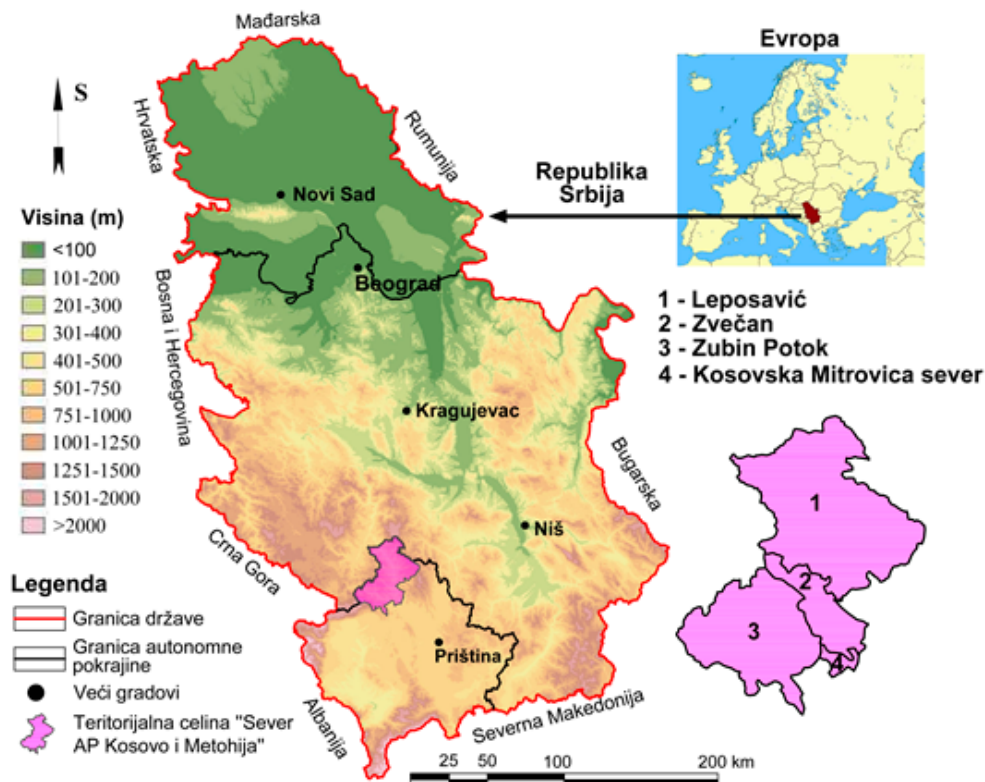 Mađarska
Evropa
S
Hrvatska
Rumunija
Republika
Srbija
Novi Sad
Visina (m)
<100
101-200
201-300
301-400
401-500
501-750
751-1000
1001-1250
1251-1500
1501-2000
>2000
Bosna i Hercegovina
Beograd
1 - Leposavić
2 - Zvečan
3 - Zubin Potok
4 - Kosovska Mitrovica sever
Kragujevac
Bugarska
Niš
Crna Gora
Priština
Albanija
Severna Makedonija
1
2
3
4
Legenda
Granica države
Granica autonomne
pokrajine
Veći gradovi
Teritorijalna celina "Sever
AP Kosovo i Metohija"
25 50 100 200 km